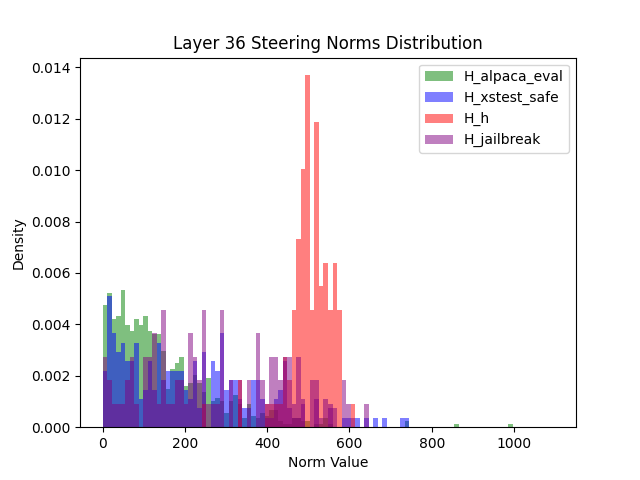 Layer 36 Steering Norms Distribution
H_alpaca_eval
H_xstest_safe
H_h
H_jailbreak
0.014
0.012
0.010
0.008
0.006
0.004
0.002
0.000
Density
0 200 400 600 800 1000
Norm Value